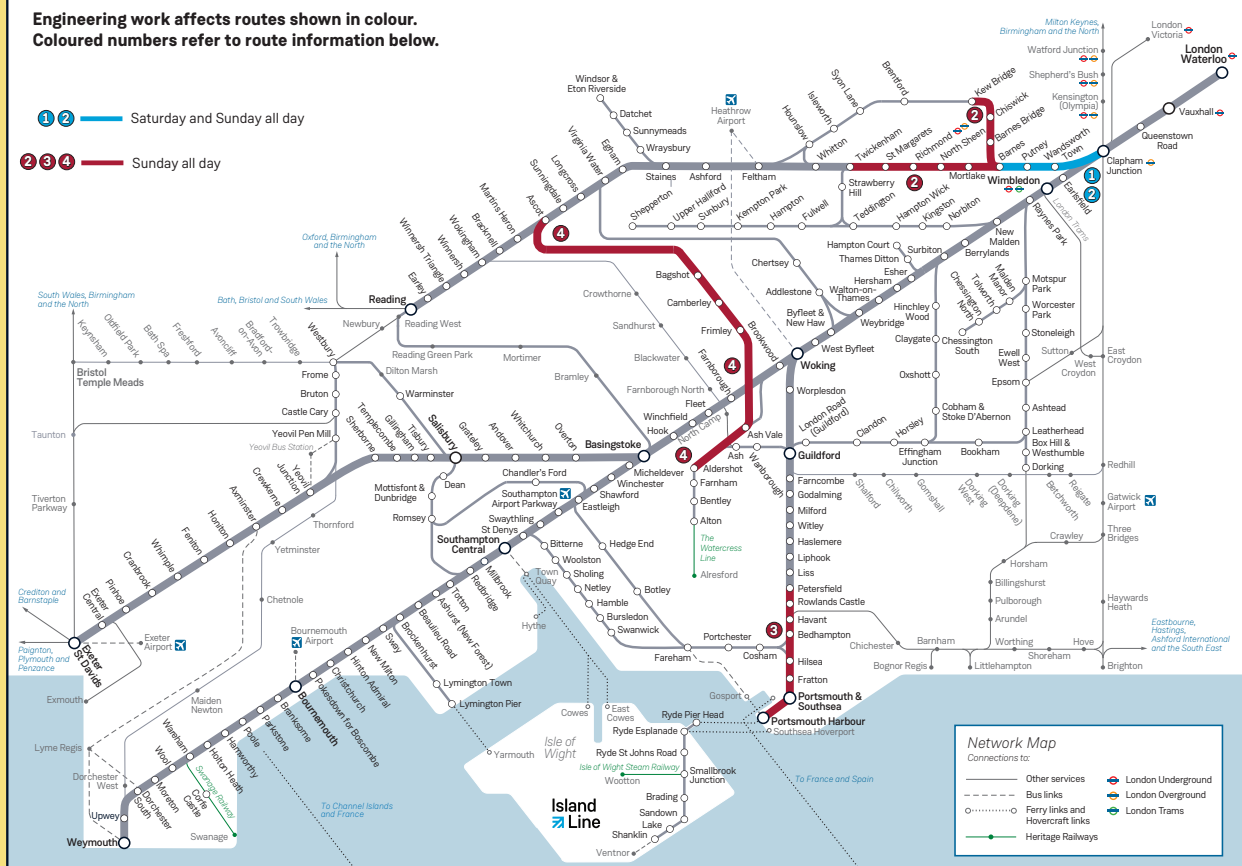 Engineering work affects routes shown in colour.
Coloured numbers refer to route information below.
1 2 Saturday and Sunday all day
2 3 4 Sunday all day
Milton Keynes,
Birmingham and the North
London
Victoria
Watford Junction
Shepherd's Bush
Kensington
(Olympia)
London
Waterloo
Vauxhall
Queenstown
Road
Clapham
Junction
1
2
Wandsworth
Town
Putney
Barnes
Barnes Bridge
Chiswick
Kew Bridge
2
Brentford
Syon Lane
Isleworth
Hounslow
Whitton
Twickenham
St Margarets
Richmond
North Sheen
Mortlake
2
Windsor &
Eton Riverside
Datchet
Sunnymeads
Wraysbury
Heathrow
Airport
Staines
Ashford
Feltham
Egham
Virginia Water
Longcross
Sunningdale
Ascot
Martins Heron
Bracknell
Wokingham
Winnersh
Winnersh Triangle
Earley
Reading
4
Strawberry
Hill
Shepperton
Upper Halliford
Sunbury
Kempton Park
Hampton
Fulwell
Teddington
Hampton Wick
Kingston
Norbiton
Wimbledon
Earlsfield
London Trams
Raynes Park
New
Malden
Berrylands
Surbiton
Hampton Court
Thames Ditton
Esher
Hersham
Walton-on-
Thames
Weybridge
Byfleet &
New Haw
West Byfleet
Woking
Chertsey
Addlestone
Hinchley
Wood
Claygate
Oxshott
Cobham &
Stoke D'Abernon
Malden
Manor
Tolworth
Chessington
North
Chessington
South
Motspur
Park
Worcester
Park
Stoneleigh
Ewell
West
Epsom
Ashtead
Leatherhead
Box Hill &
Westhumble
Dorking
Sutton
West
Croydon
East
Croydon
Oxford, Birmingham
and the North
Bath, Bristol and South Wales
South Wales, Birmingham
and the North
Keynsham
Oldfield Park
Bath Spa
Freshford
Avoncliff
Bradford-
on-Avon
Trowbridge
Westbury
Newbury
Reading West
Reading Green Park
Mortimer
Bramley
Bristol
Temple Meads
Frome
Bruton
Castle Cary
Yeovil Pen Mill
Yeovil Bus Station
Dilton Marsh
Warminster
Salisbury
Taunton
Tiverton
Parkway
Crowthorne
Sandhurst
Blackwater
Farnborough North
North Camp
Bagshot
Camberley
Frimley
4
Brookwood
Farnborough
Fleet
Winchfield
Hook
Basingstoke
Ash Vale
Ash
Wanborough
4
Aldershot
Farnham
Bentley
Alton
The
Watercress
Line
Alresford
Worplesdon
London Road
(Guildford)
Clandon
Horsley
Effingham
Junction
Bookham
Guildford
Shalford
Chilworth
Gomshall
Dorking
West
Dorking
(Deepdene)
Betchworth
Reigate
Redhill
Gatwick
Airport
Three
Bridges
Crawley
Horsham
Billingshurst
Pulborough
Arundel
Haywards
Heath
Farncombe
Godalming
Milford
Witley
Haslemere
Liphook
Liss
Petersfield
Rowlands Castle
Havant
Bedhampton
3
Hilsea
Fratton
Portsmouth &
Southsea
Portsmouth Harbour
Southsea Hoverport
Chichester
Bognor Regis
Barnham
Littlehampton
Worthing
Shoreham
Hove
Brighton
Eastbourne,
Hastings,
Ashford International
and the South East
Sherborne
Templecombe
Gillingham
Tisbury
Grateley
Andover
Whitchurch
Overton
Yeovil
Junction
Crewkerne
Axminster
Honiton
Feniton
Whimple
Cranbrook
Pinhoe
Exeter
Central
Exeter
St Davids
Crediton and
Barnstaple
Paignton,
Plymouth and
Penzance
Exeter
Airport
Exmouth
Thornford
Yetminster
Chetnole
Maiden
Newton
Lyme Regis
Dorchester
West
Upwey
Weymouth
Dean
Mottisfont &
Dunbridge
Romsey
Chandler's Ford
Southampton
Airport Parkway
Micheldever
Winchester
Shawford
Eastleigh
Swaythling
St Denys
Southampton
Central
Bitterne
Woolston
Sholing
Netley
Hamble
Bursledon
Swanwick
Hedge End
Botley
Fareham
Portchester
Cosham
Town
Quay
Hythe
Gosport
Millbrook
Redbridge
Totton
Ashurst (New Forest)
Beaulieu Road
Brockenhurst
Sway
New Milton
Hinton Admiral
Christchurch
Pokesdown for Boscombe
Bournemouth
Bournemouth
Airport
Branksome
Parkstone
Poole
Hamworthy
Holton Heath
Wareham
Wool
Moreton
Dorchester
South
Swanage Railway
Corfe
Castle
Swanage
Lymington Town
Lymington Pier
Yarmouth
Cowes
East
Cowes
Isle of
Wight
Ryde Pier Head
Ryde Esplanade
Ryde St Johns Road
Isle of Wight Steam Railway
Wootton
Smallbrook
Junction
Brading
Sandown
Lake
Shanklin
Ventnor
Island
Line
To Channel Islands
and France
To France and Spain
Network Map
Connections to:
Other services
Bus links
Ferry links and
Hovercraft links
Heritage Railways
London Underground
London Overground
London Trams